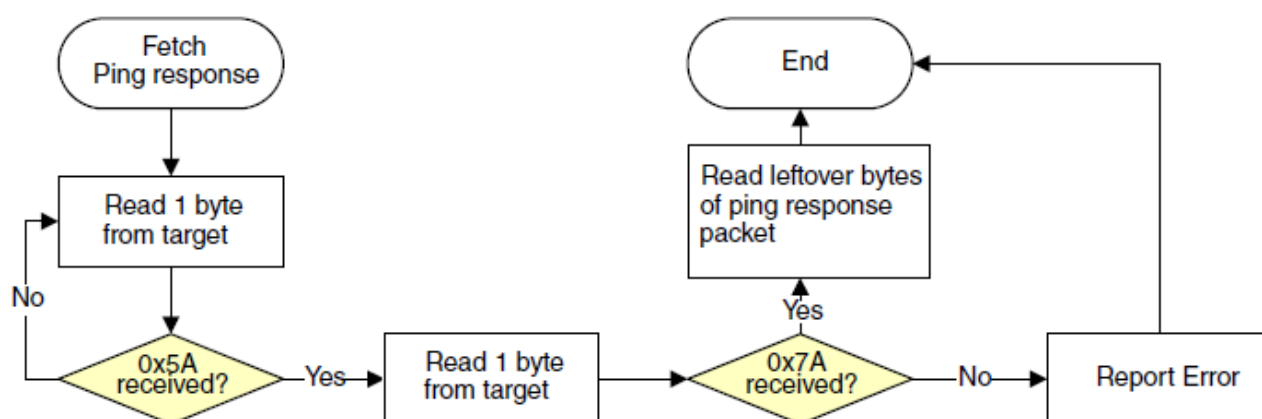 Fetch
Ping response
Read 1 byte
from target
No
0x5A
received?
Yes
Read 1 byte
from target
End
Read leftover bytes
of ping response
packet
Yes
0x7A
received?
No
Report Error